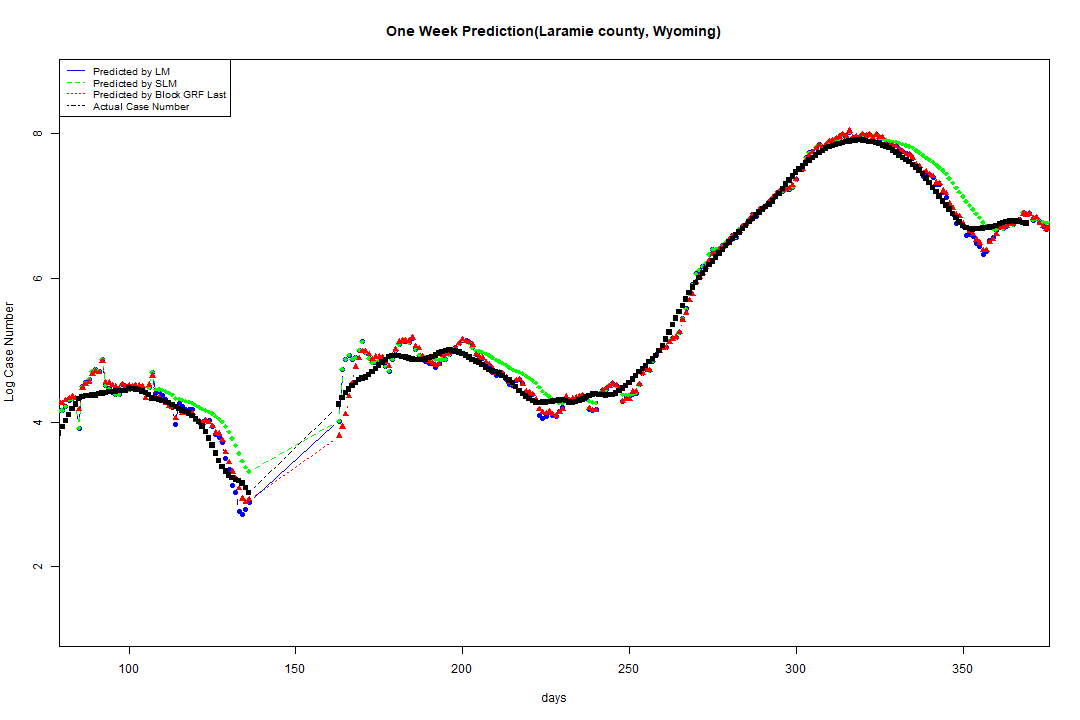 One Week Prediction(Laramie county, Wyoming)
Predicted by LM
Predicted by SLM
Predicted by Block GRF Last
Actual Case Number
8
6
4
2
Log Case Number
100 150 200 250 300 350
days